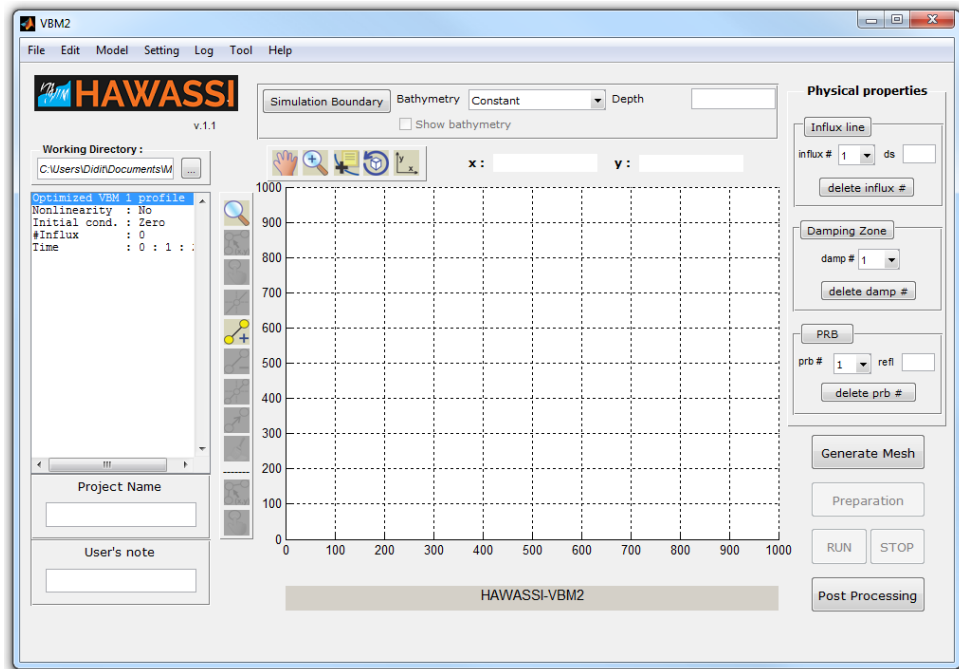 VBM2
File Edit Model Setting Log Tool Help
HAWASSI
v.1.1
Simulation Boundary Bathymetry Constant Depth
Show bathymetry
Working Directory :
C:\Users\Didit\Documents\M ...
x : y :
Optimized VBM 1 profile
Nonlinearity : No
Initial cond. : Zero
#Influx : 0
Time : 0 : 1 :
Project Name
User's note
1000
900
800
700
600
500
400
300
200
100
0
0 100 200 300 400 500 600 700 800 900 1000
HAWASSI-VBM2
Physical properties
Influx line
influx # 1 ds
delete influx #
Damping Zone
damp # 1
delete damp #
PRB
prb # 1 refl
delete prb #
Generate Mesh
Preparation
RUN STOP
Post Processing